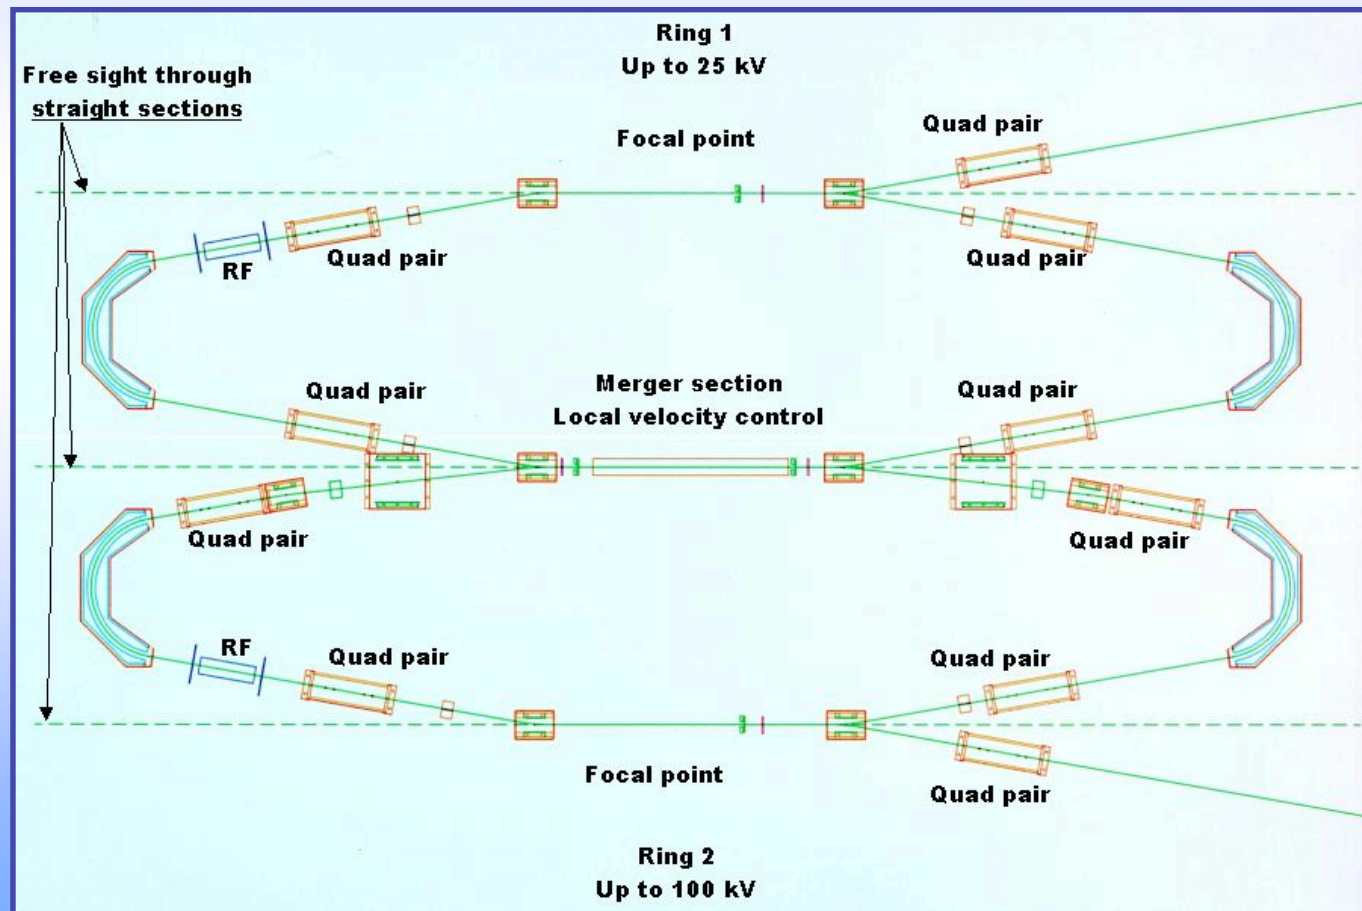 Ring 1
Up to 25 kV
Free sight through
straight sections
Focal point
Quad pair
Quad pair
RF
Quad pair
Quad pair
Merger section
Local velocity control
Quad pair
Quad pair
Quad pair
RF
Quad pair
Quad pair
Focal point
Quad pair
Ring 2
Up to 100 kV